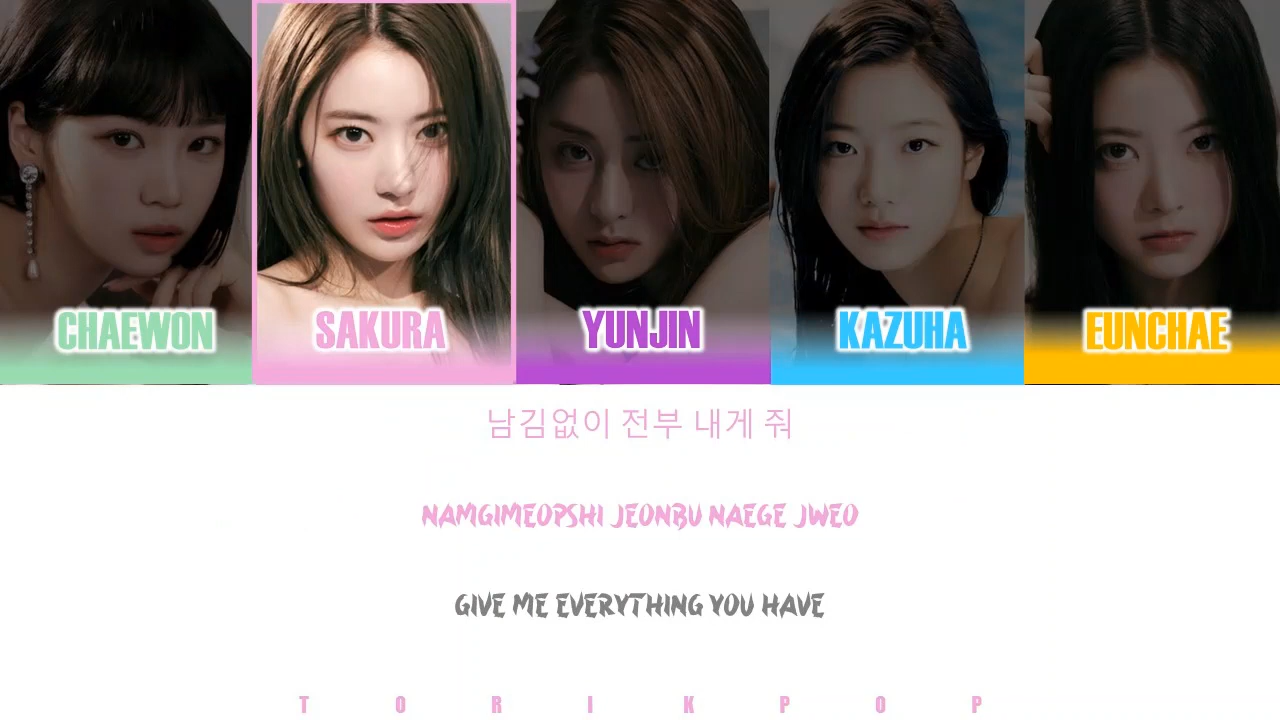 CHAEWON SAKURA YUNJIN KAZUHA EUNCHAE
남김없이 전부 내게 줘
NAMGIMEOPSHI JEONBU NAEGE JWEO
GIVE ME EVERYTHING YOU HAVE
T O R I K P O P